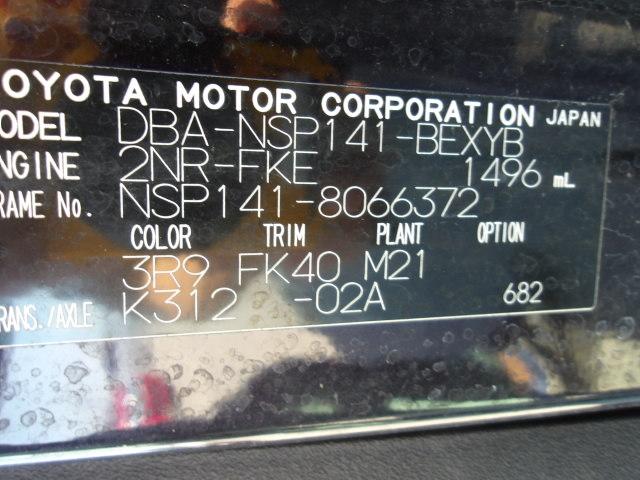 OYOTA MOTOR CORPORATION JAPAN
ODEL DBA-NSP141-BEXYB
NGINE 2NR-FKE 1496 mL
RAME No. NSP141-8066372
COLOR TRIM PLANT OPTION
3R9 FK40 M21
RANS./AXLE K312 -02A 682